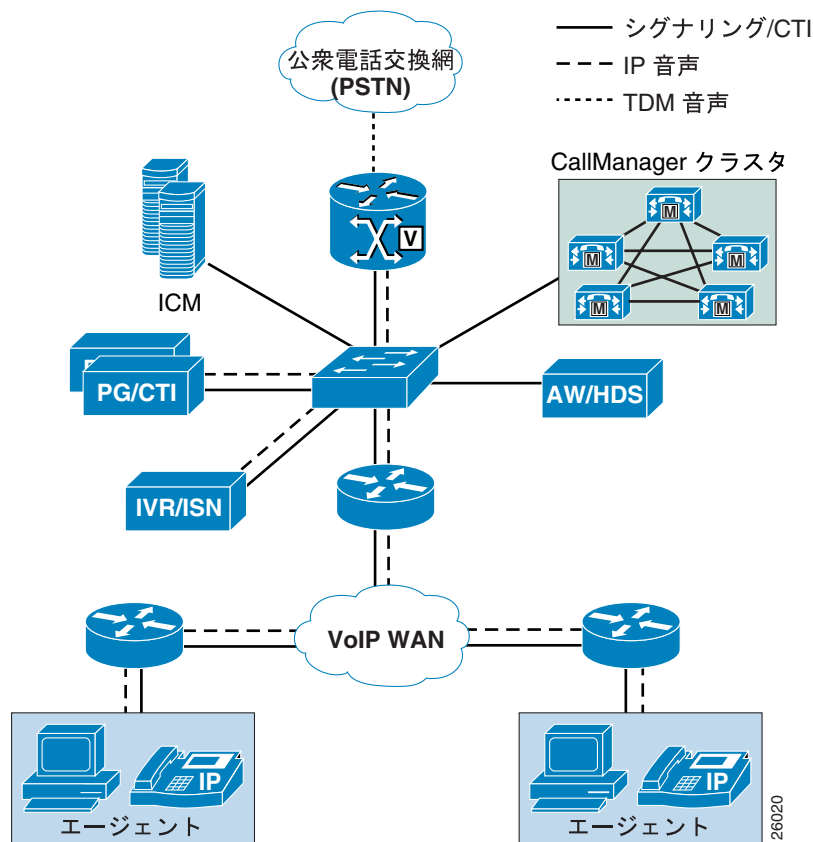 公衆電話交換網
(PSTN)
シグナリング/CTI
IP 音声
TDM 音声
CallManager クラスタ
M
M
M
M
M
V
ICM
PG/CTI
AW/HDS
IVR/ISN
VoIP WAN
IP
エージェント
IP
エージェント
26020